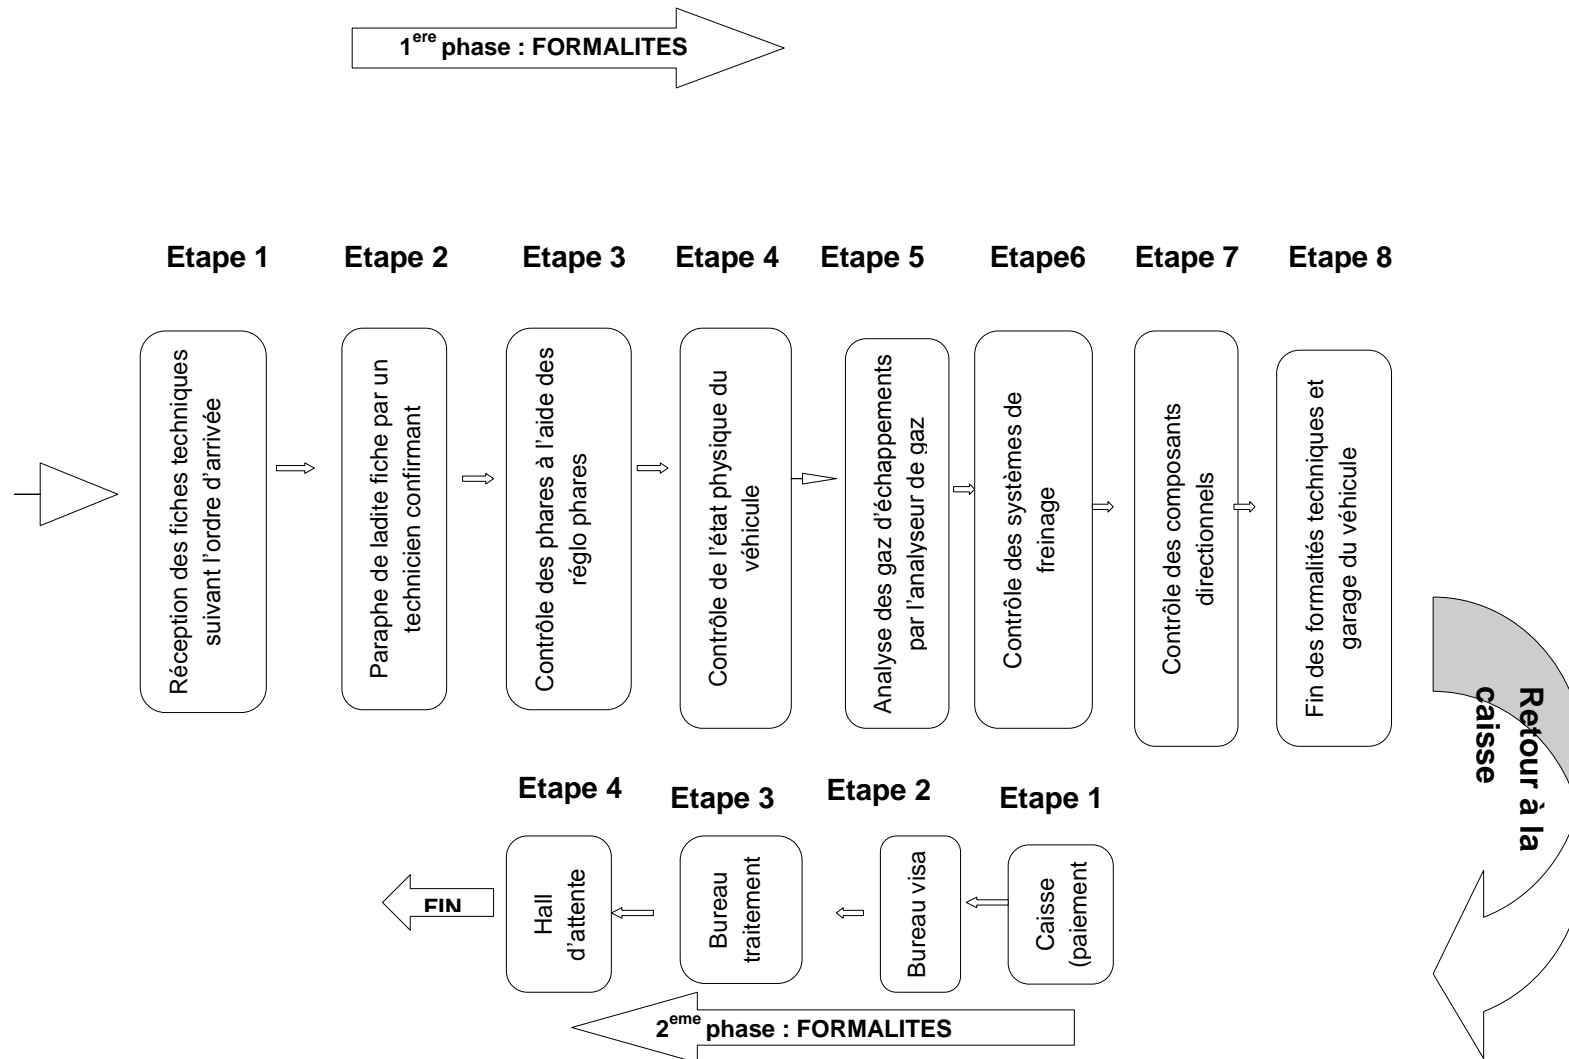 1ere phase : FORMALITES
Etape 1
Etape 2
Etape 3
Etape 4
Etape 5
Etape6
Etape 7
Etape 8
Réception des fiches techniques
suivant l'ordre d'arrivée
Paraphe de ladite fiche par un
technicien confirmant
Contrôle des phares à l'aide des
réglo phares
Contrôle de l'état physique du
véhicule
Analyse des gaz d'échappements
par l'analyseur de gaz
Contrôle des systèmes de
freinage
Contrôle des composants
directionnels
Fin des formalités techniques et
garage du véhicule
Retour à la
caisse
Etape 1
Etape 2
Etape 3
Etape 4
Caisse
(paiement
Bureau visa
Bureau
traitement
Hall
d'attente
FIN
2eme phase : FORMALITES